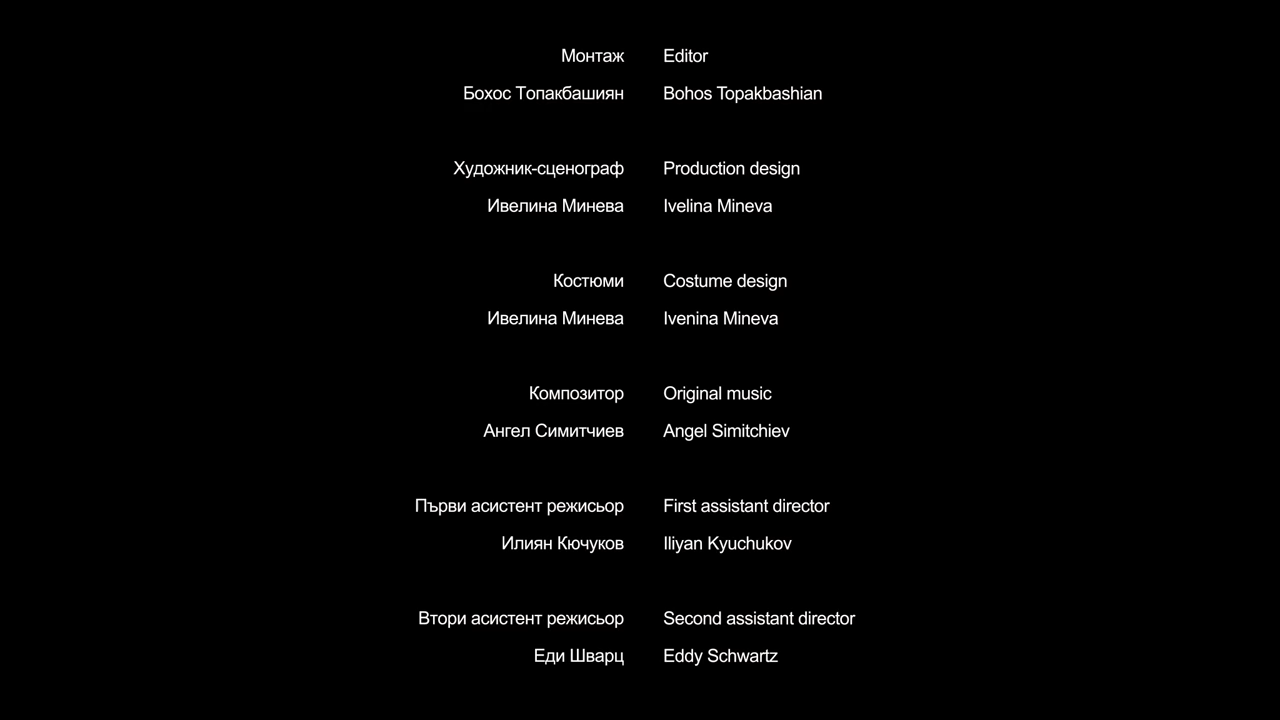 Монтаж Editor
Бохос Топакбашиян Bohos Topakbashian
Художник-сценограф Production design
Ивелина Минева Ivelina Mineva
Костюми Costume design
Ивелина Минева Ivenina Mineva
Композитор Original music
Ангел Симитчиев Angel Simitchiev
Първи асистент режисьор First assistant director
Илиян Кючуков Iliyan Kyuchukov
Втори асистент режисьор Second assistant director
Еди Шварц Eddy Schwartz